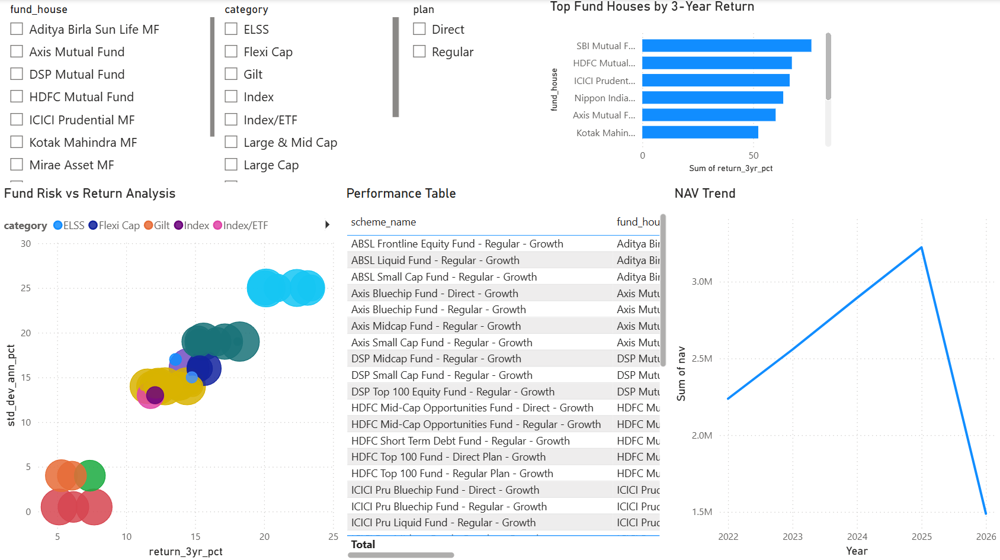 fund_house
Aditya Birla Sun Life MF
Axis Mutual Fund
DSP Mutual Fund
HDFC Mutual Fund
ICICI Prudential MF
Kotak Mahindra MF
Mirae Asset MF
category
ELSS
Flexi Cap
Gilt
Index
Index/ETF
Large & Mid Cap
Large Cap
plan
Direct
Regular
Top Fund Houses by 3-Year Return
fund_house
SBI Mutual F...
HDFC Mutual...
ICICI Prudent...
Nippon India...
Axis Mutual F...
Kotak Mahin...
0 50
Sum of return_3yr_pct
Fund Risk vs Return Analysis
category ELSS Flexi Cap Gilt Index Index/ETF
std_dev_ann_pct
30
25
20
15
10
5
0
5 10 15 20 25
return_3yr_pct
Performance Table
scheme_name fund_hou
ABSL Frontline Equity Fund - Regular - Growth Aditya Bir
ABSL Liquid Fund - Regular - Growth Aditya Bir
ABSL Small Cap Fund - Regular - Growth Aditya Bir
Axis Bluechip Fund - Direct - Growth Axis Mutu
Axis Bluechip Fund - Regular - Growth Axis Mutu
Axis Midcap Fund - Regular - Growth Axis Mutu
Axis Small Cap Fund - Regular - Growth Axis Mutu
DSP Midcap Fund - Regular - Growth DSP Mutu
DSP Small Cap Fund - Regular - Growth DSP Mutu
DSP Top 100 Equity Fund - Regular - Growth DSP Mutu
HDFC Mid-Cap Opportunities Fund - Direct - Growth HDFC Mu
HDFC Mid-Cap Opportunities Fund - Regular - Growth HDFC Mu
HDFC Short Term Debt Fund - Regular - Growth HDFC Mu
HDFC Top 100 Fund - Direct Plan - Growth HDFC Mu
HDFC Top 100 Fund - Regular Plan - Growth HDFC Mu
ICICI Pru Bluechip Fund - Direct - Growth ICICI Pruc
ICICI Pru Bluechip Fund - Regular - Growth ICICI Pruc
ICICI Pru Liquid Fund - Regular - Growth ICICI Pruc
Total
NAV Trend
Sum of nav
3.0M
2.5M
2.0M
1.5M
2022 2023 2024 2025 2026
Year